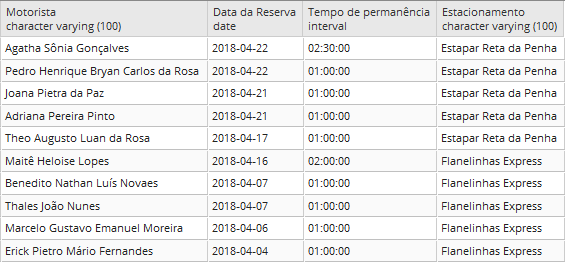 Motorista Data da Reserva Tempo de permanência Estacionamento
character varying (100) date interval character varying (100)
Agatha Sônia Gonçalves 2018-04-22 02:30:00 Estapar Reta da Penha
Pedro Henrique Bryan Carlos da Rosa 2018-04-22 01:00:00 Estapar Reta da Penha
Joana Pietra da Paz 2018-04-21 01:00:00 Estapar Reta da Penha
Adriana Pereira Pinto 2018-04-21 01:00:00 Estapar Reta da Penha
Theo Augusto Luan da Rosa 2018-04-17 01:00:00 Estapar Reta da Penha
Maitê Heloise Lopes 2018-04-16 02:00:00 Flanelinhas Express
Benedito Nathan Luís Novaes 2018-04-07 01:00:00 Flanelinhas Express
Thales João Nunes 2018-04-07 01:00:00 Flanelinhas Express
Marcelo Gustavo Emanuel Moreira 2018-04-06 01:00:00 Flanelinhas Express
Erick Pietro Mário Fernandes 2018-04-04 01:00:00 Flanelinhas Express